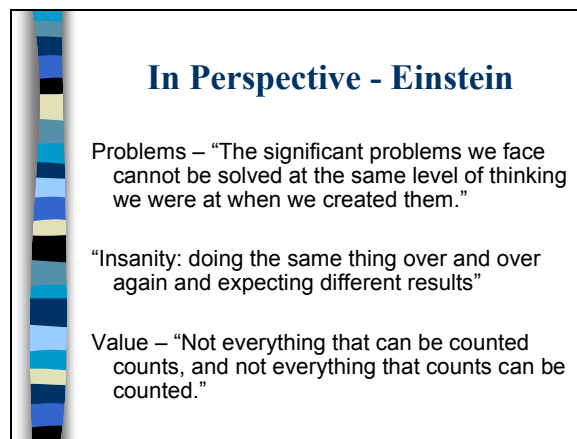 In Perspective - Einstein
Problems – “The significant problems we face
cannot be solved at the same level of thinking
we were at when we created them.”
“Insanity: doing the same thing over and over
again and expecting different results”
Value – “Not everything that can be counted
counts, and not everything that counts can be
counted.”